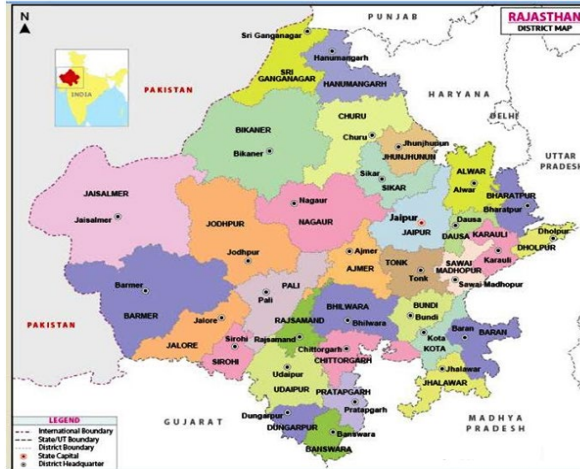 PUNJAB
RAJASTHAN
DISTRICT MAP
Sri Ganganagar
Hanumangarh
SRI
GANGANAGAR
HANUMANGARH
INDIA
PAKISTAN
HARYANA
DELHI
CHURU
Churu
BIKANER
Bikaner
Jhunjhunun
JHUNJHUNUN
UTTAR
PRADESH
Sikar
SIKAR
ALWAR
Alwar
JAISALMER
Jaisalmer
Nagaur
NAGAUR
JODHPUR
Jodhpur
Jaipur
JAIPUR
BHARATPUR
Bharatpur
Dausa
DAUSA
KARAULI
Karauli
Dholpur
DHOLPUR
Ajmer
AJMER
TONK
Tonk
SAWAI
MADHOPUR
Sawai-Madhopur
Barmer
BARMER
PALI
Pali
RAJSAMAND
Rajsamand
BHILWARA
Bhilwara
BUNDI
Bundi
PAKISTAN
Jalore
JALORE
Sirohi
SIROHI
Kota
KOTA
Baran
BARAN
Chittorgarh
CHITTORGARH
Udaipur
UDAIPUR
Jhalawar
JHALAWAR
PRATAPGARH
Pratapgarh
Dungarpur
DUNGARPUR
Banswara
BANSWARA
GUJARAT
MADHYA
PRADESH
LEGEND
International Boundary
State/UT Boundary
District Boundary
State Capital
District Headquarter